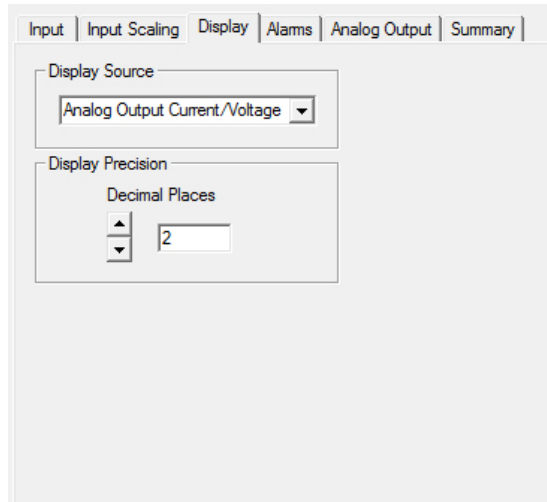 Input Input Scaling Display Alarms Analog Output Summary
Display Source
Analog Output Current/Voltage
Display Precision
Decimal Places
2